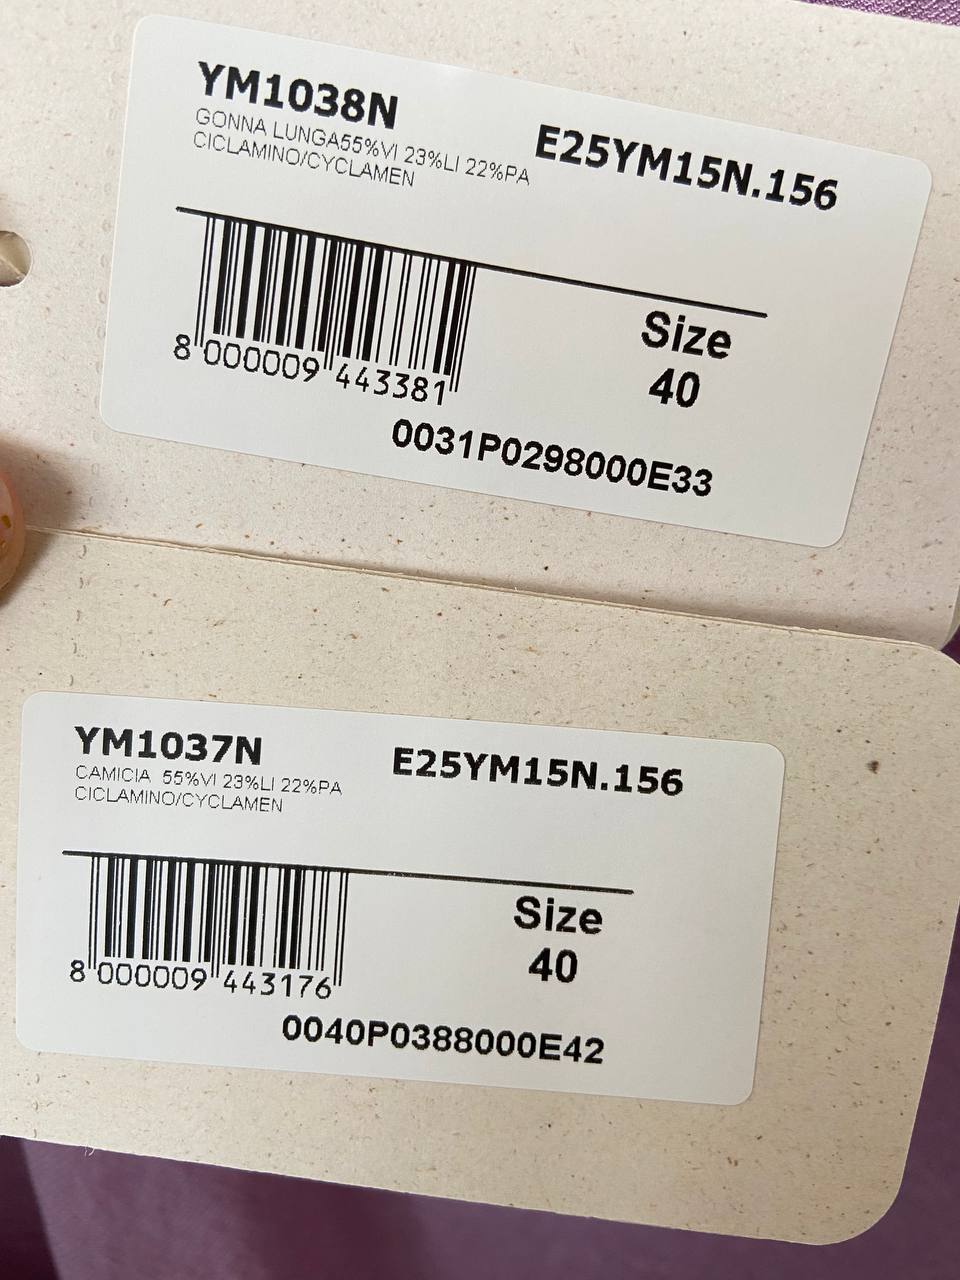 YM1038N
GONNA LUNGA55%VI 23%LI 22%PA
CICLAMINO/CYCLAMEN
E25YM15N.156
8 000009 443381
Size
40
0031P0298000E33
YM1037N
CAMICIA 55%VI 23%LI 22%PA
CICLAMINO/CYCLAMEN
E25YM15N.156
8 000009 443176
Size
40
0040P0388000E42